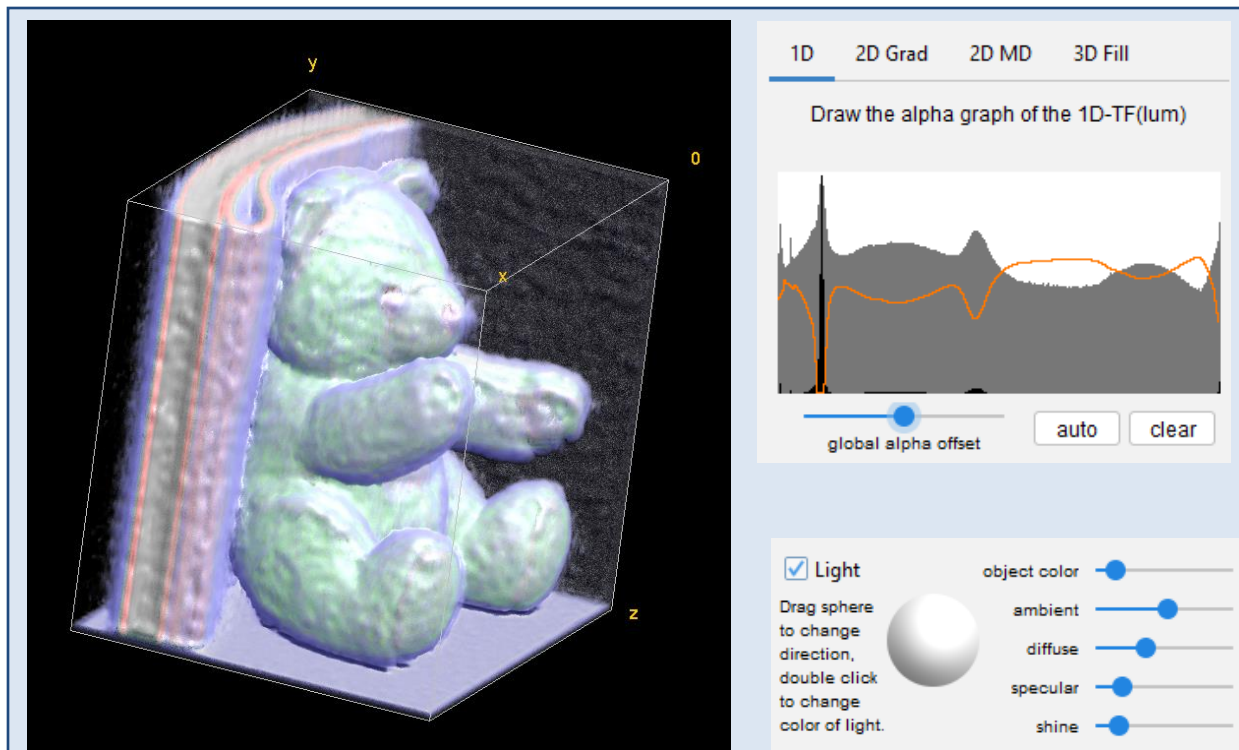 y
0
x
z
1D 2D Grad 2D MD 3D Fill
Draw the alpha graph of the 1D-TF(lum)
global alpha offset
auto clear
Light
Drag sphere
to change
direction,
double click
to change
color of light.
object color
ambient
diffuse
specular
shine